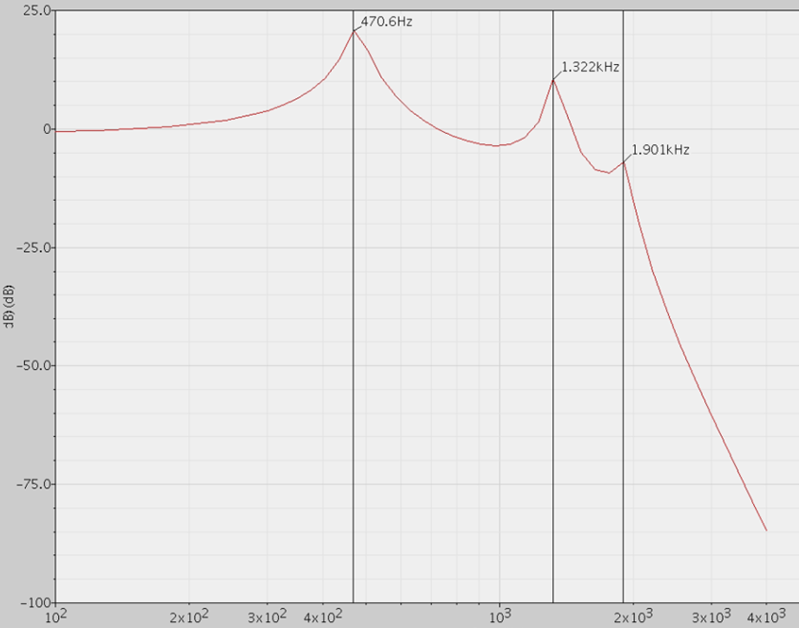 25.0
470.6Hz
1.322kHz
0
1.901kHz
−25.0
dB) (dB)
−50.0
−75.0
−100
10²
2x10²
3x10²
4x10²
10³
2x10³
3x10³
4x10³